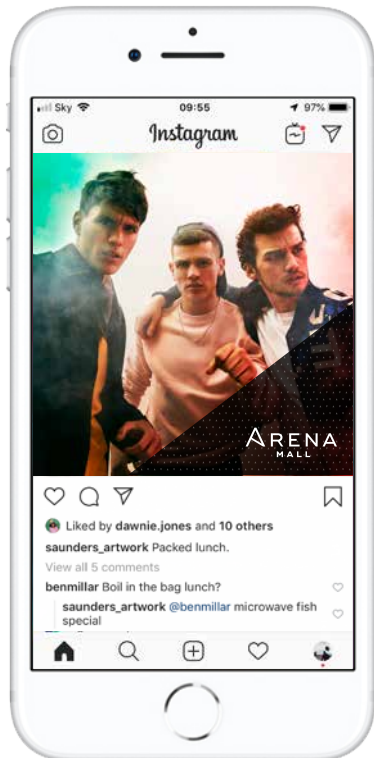 Sky 09:55 97%
Instagram
ARENA
MALL
Liked by dawnie.jones and 10 others
saunders_artwork Packed lunch.
View all 5 comments
benmillar Boil in the bag lunch?
saunders_artwork @benmillar microwave fish
special